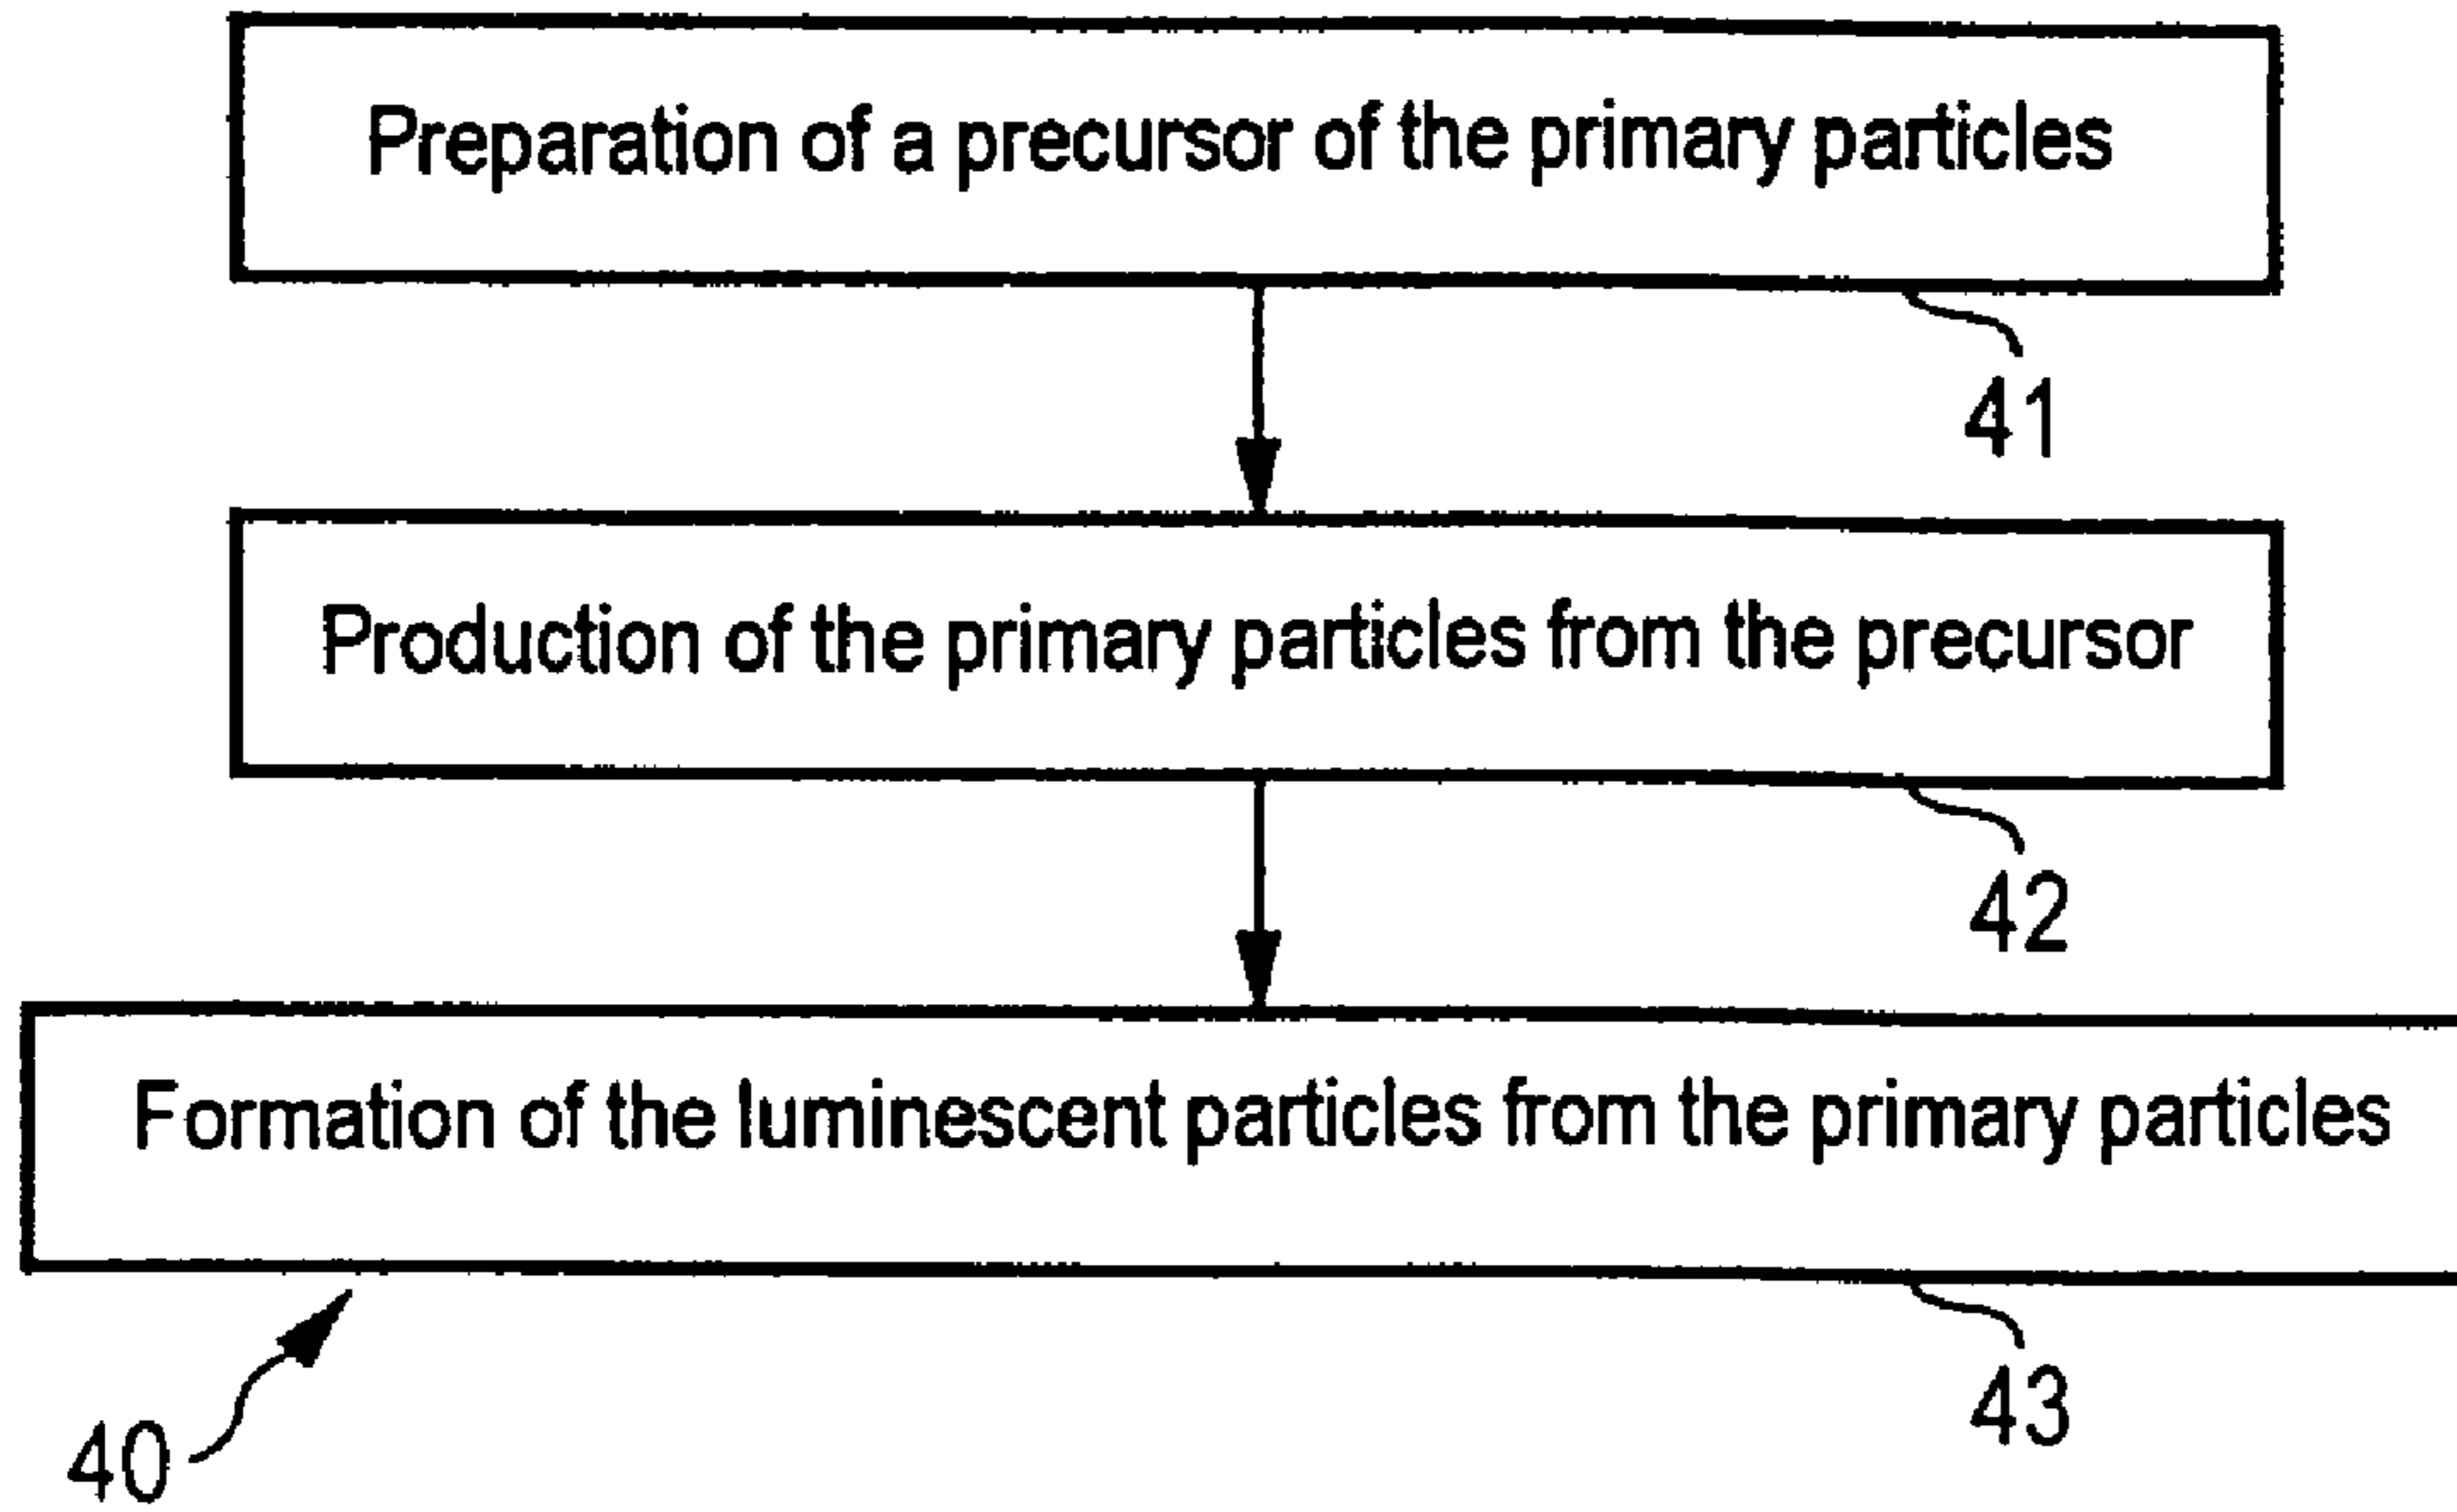 Preparation of a precursor of the primary particles
41
Production of the primary particles from the precursor
42
Formation of the luminescent particles from the primary particles
43
40